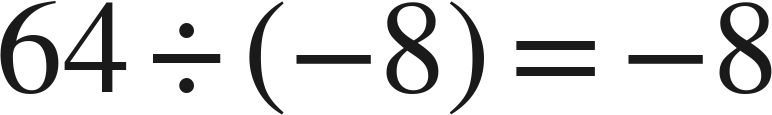 64 ÷ (−8) = −8